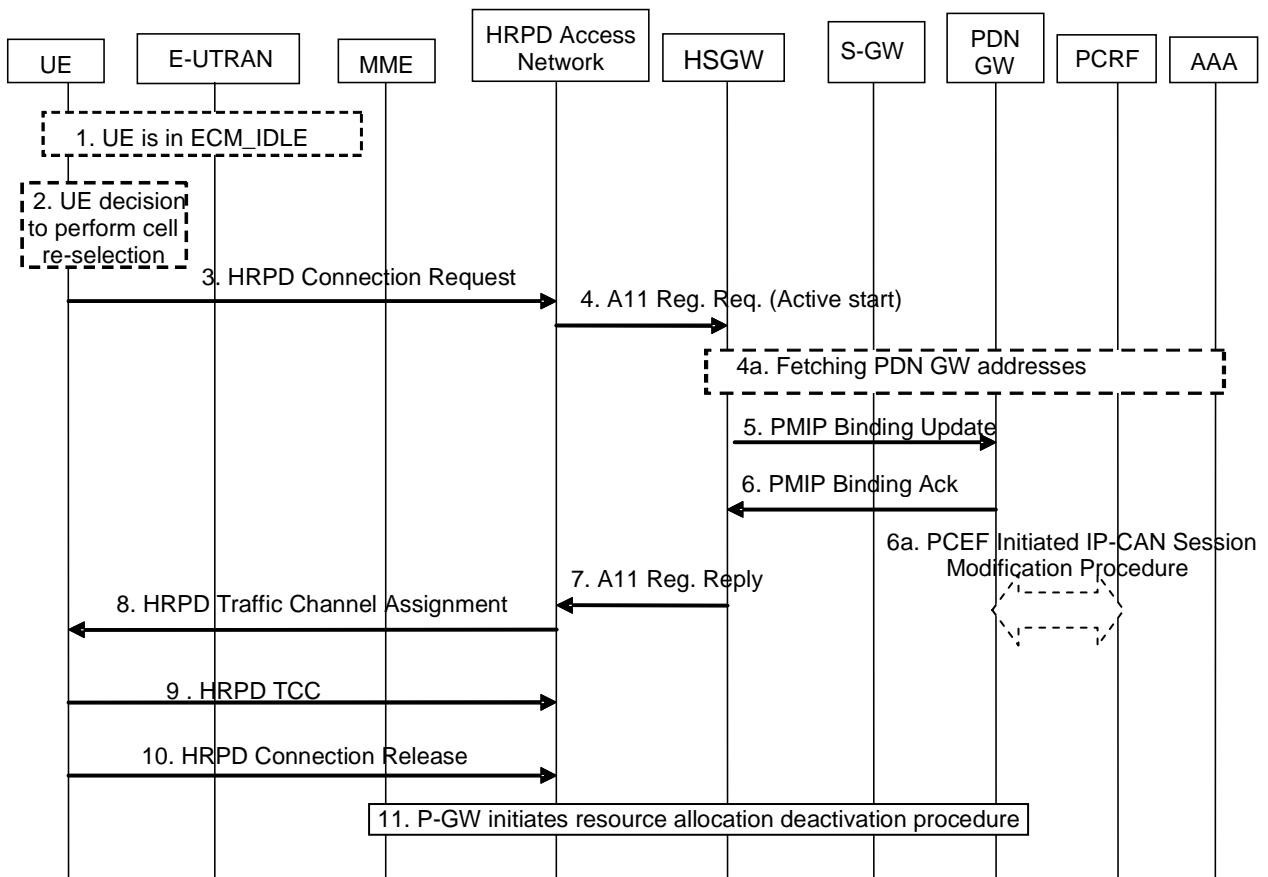 UE
E-UTRAN
MME
HRPD Access
Network
HSGW
S-GW
PDN
GW
PCRF
AAA
1. UE is in ECM_IDLE
2. UE decision
to perform cell
re-selection
3. HRPD Connection Request
4. A11 Reg. Req. (Active start)
4a. Fetching PDN GW addresses
5. PMIP Binding Update
6. PMIP Binding Ack
6a. PCEF Initiated IP-CAN Session
Modification Procedure
7. A11 Reg. Reply
8. HRPD Traffic Channel Assignment
9 . HRPD TCC
10. HRPD Connection Release
11. P-GW initiates resource allocation deactivation procedure